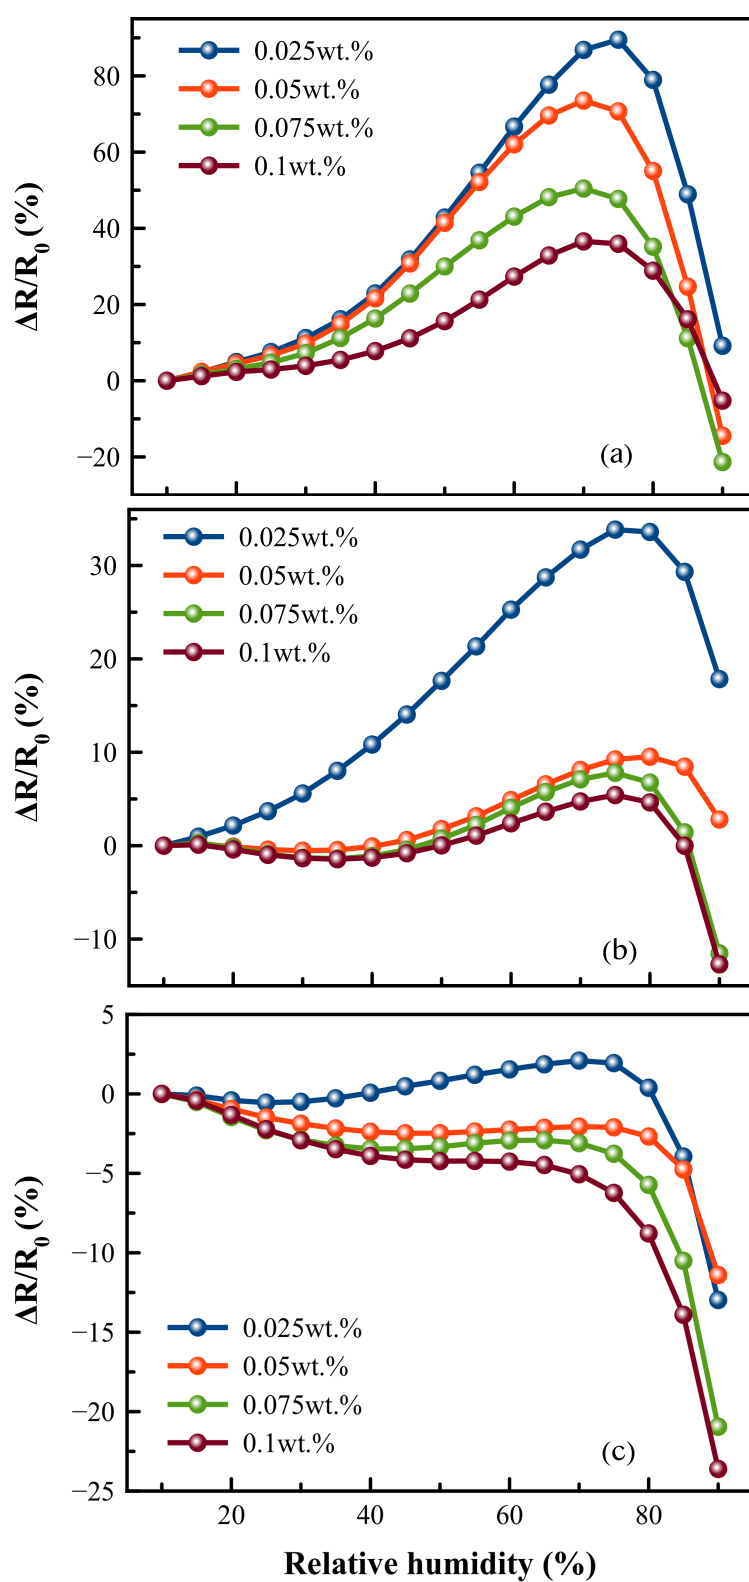 0.025wt.%
0.05wt.%
0.075wt.%
0.1wt.%
80
60
40
20
0
−20
ΔR/R0 (%)
(a)
0.025wt.%
0.05wt.%
0.075wt.%
0.1wt.%
30
20
10
0
−10
ΔR/R0 (%)
(b)
5
0
−5
−10
−15
−20
−25
ΔR/R0 (%)
0.025wt.%
0.05wt.%
0.075wt.%
0.1wt.%
(c)
20 40 60 80
Relative humidity (%)